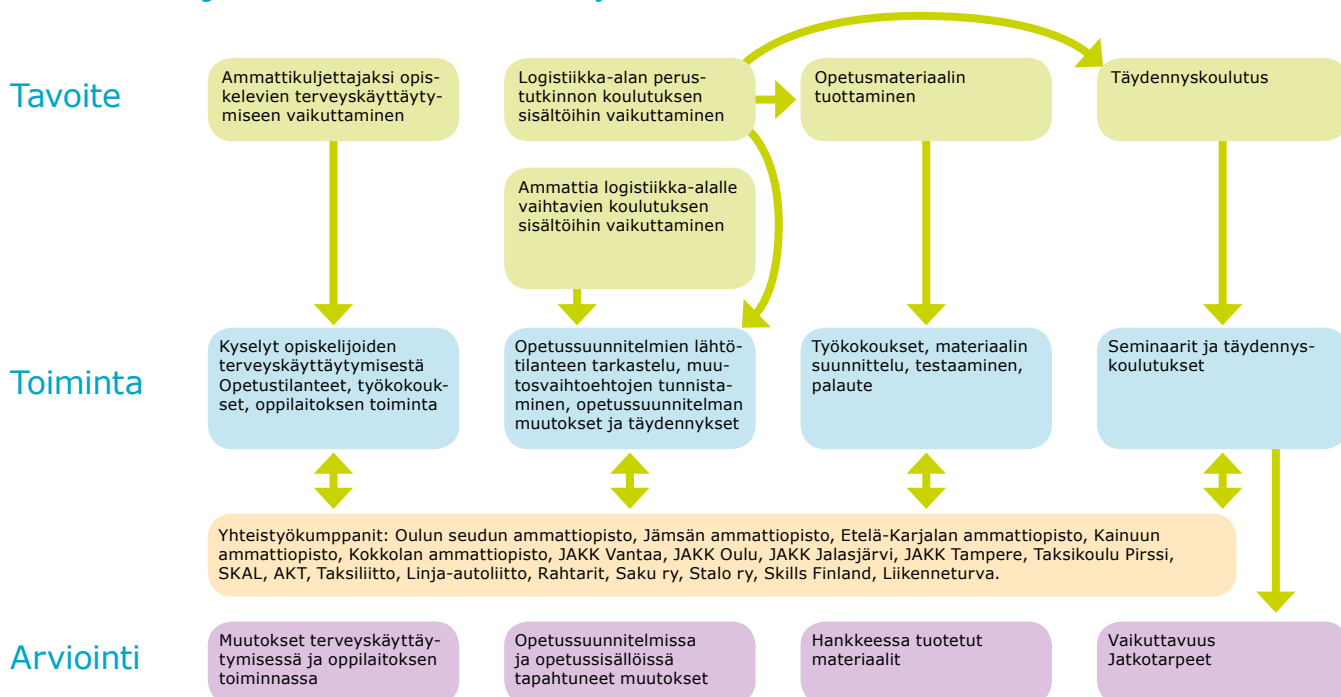 Tavoite
Ammattikuljettajaksi opis-
kelevien terveyskäyttäyty-
miseen vaikuttaminen
Logistiikka-alan perus-
tutkinnon koulutuksen
sisältöihin vaikuttaminen
Opetusmateriaalin
tuottaminen
Täydennyskoulutus
Ammattia logistiikka-alalle
vaihtavien koulutuksen
sisältöihin vaikuttaminen
Toiminta
Kyselyt opiskelijoiden
terveyskäyttäytymisestä
Opetustilanteet, työkokouk-
set, oppilaitoksen toiminta
Opetussuunnitelmien lähtö-
tilanteen tarkastelu, muu-
tosvaihtoehtojen tunnista-
minen, opetussuunnitelman
muutokset ja täydennykset
Työkokoukset, materiaalin
suunnittelu, testaaminen,
palaute
Seminaarit ja täydennys-
koulutukset
Yhteistyökumppanit: Oulun seudun ammattiopisto, Jämsän ammattiopisto, Etelä-Karjalan ammattiopisto, Kainuun
ammattiopisto, Kokkolan ammattiopisto, JAKK Vantaa, JAKK Oulu, JAKK Jalasjärvi, JAKK Tampere, Taksikoulu Pirssi,
SKAL, AKT, Taksiliitto, Linja-autoliitto, Rahtarit, Saku ry, Stalo ry, Skills Finland, Liikenneturva.
Arviointi
Muutokset terveyskäyttäy-
tymisessä ja oppilaitoksen
toiminnassa
Opetussuunnitelmissa
ja opetussisällöissä
tapahtuneet muutokset
Hankkeessa tuotetut
materiaalit
Vaikuttavuus
Jatkotarpeet